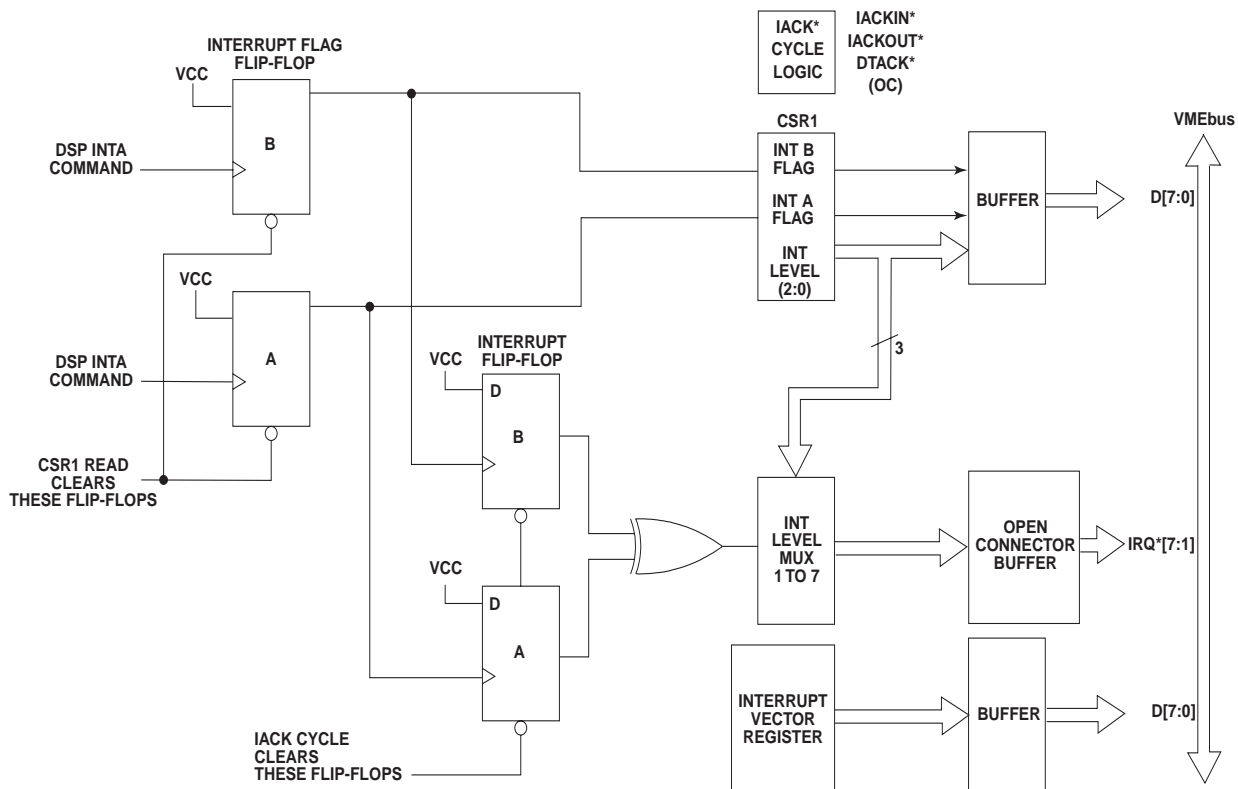 IACK*
CYCLE
LOGIC
IACKIN*
IACKOUT*
DTACK*
(OC)
INTERRUPT FLAG
FLIP-FLOP
VCC
B
DSP INTA
COMMAND
CSR1
INT B
FLAG
INT A
FLAG
INT
LEVEL
(2:0)
BUFFER
D[7:0]
VMEbus
VCC
A
DSP INTA
COMMAND
3
INTERRUPT
FLIP-FLOP
VCC
D
B
CSR1 READ
CLEARS
THESE FLIP-FLOPS
INT
LEVEL
MUX
1 TO 7
OPEN
CONNECTOR
BUFFER
IRQ*[7:1]
VCC
D
A
INTERRUPT
VECTOR
REGISTER
BUFFER
D[7:0]
IACK CYCLE
CLEARS
THESE FLIP-FLOPS